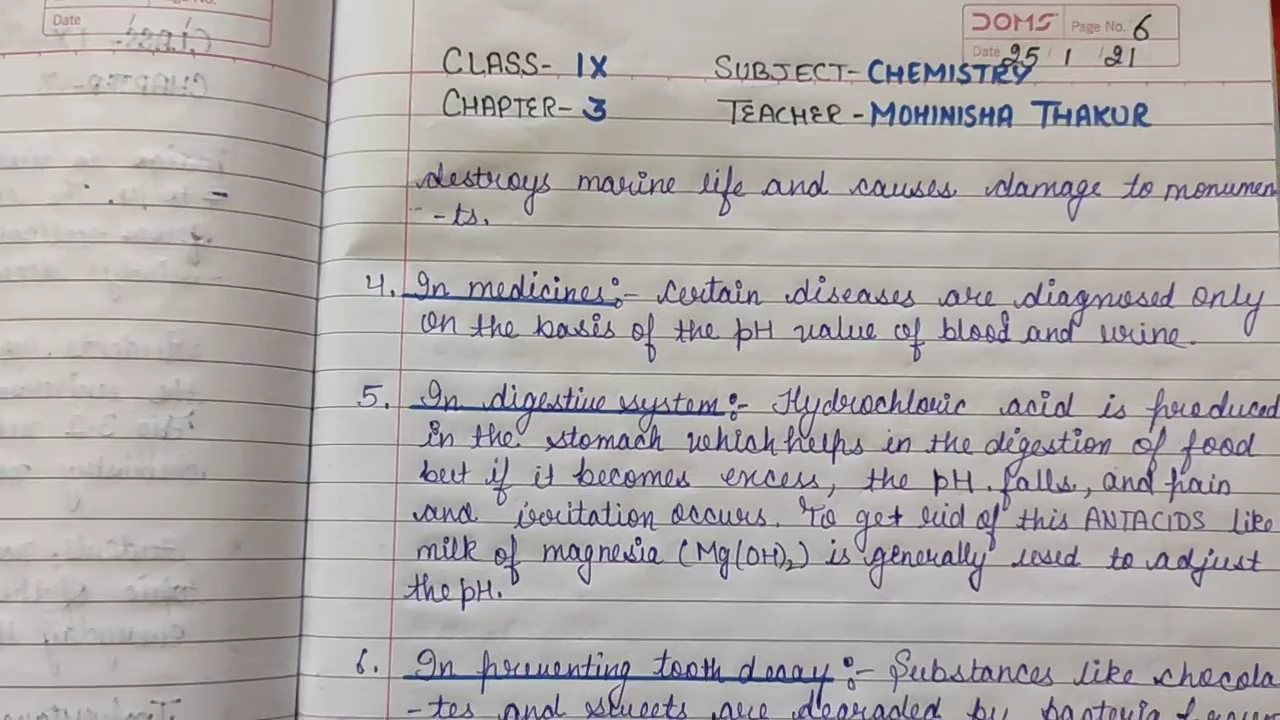 Date
DOMS Page No. 6
Date 25 / 1 / 21
CLASS- IX SUBJECT- CHEMISTRY
CHAPTER- 3 TEACHER - MOHINISHA THAKUR
destroys marine life and causes damage to monumen
-ts.
4. In medicines:- certain diseases are diagnosed only
on the basis of the pH value of blood and urine.
5. In digestive system:- Hydrochloric acid is produced
in the stomach which helps in the digestion of food
but if it becomes excess, the pH falls, and pain
and irritation occurs. To get rid of this ANTACIDS like
milk of magnesia (Mg(OH)2) is generally used to adjust
the pH.
6. In preventing tooth decay:- Substances like chocola
-tes and sweets are degraded by bacteria